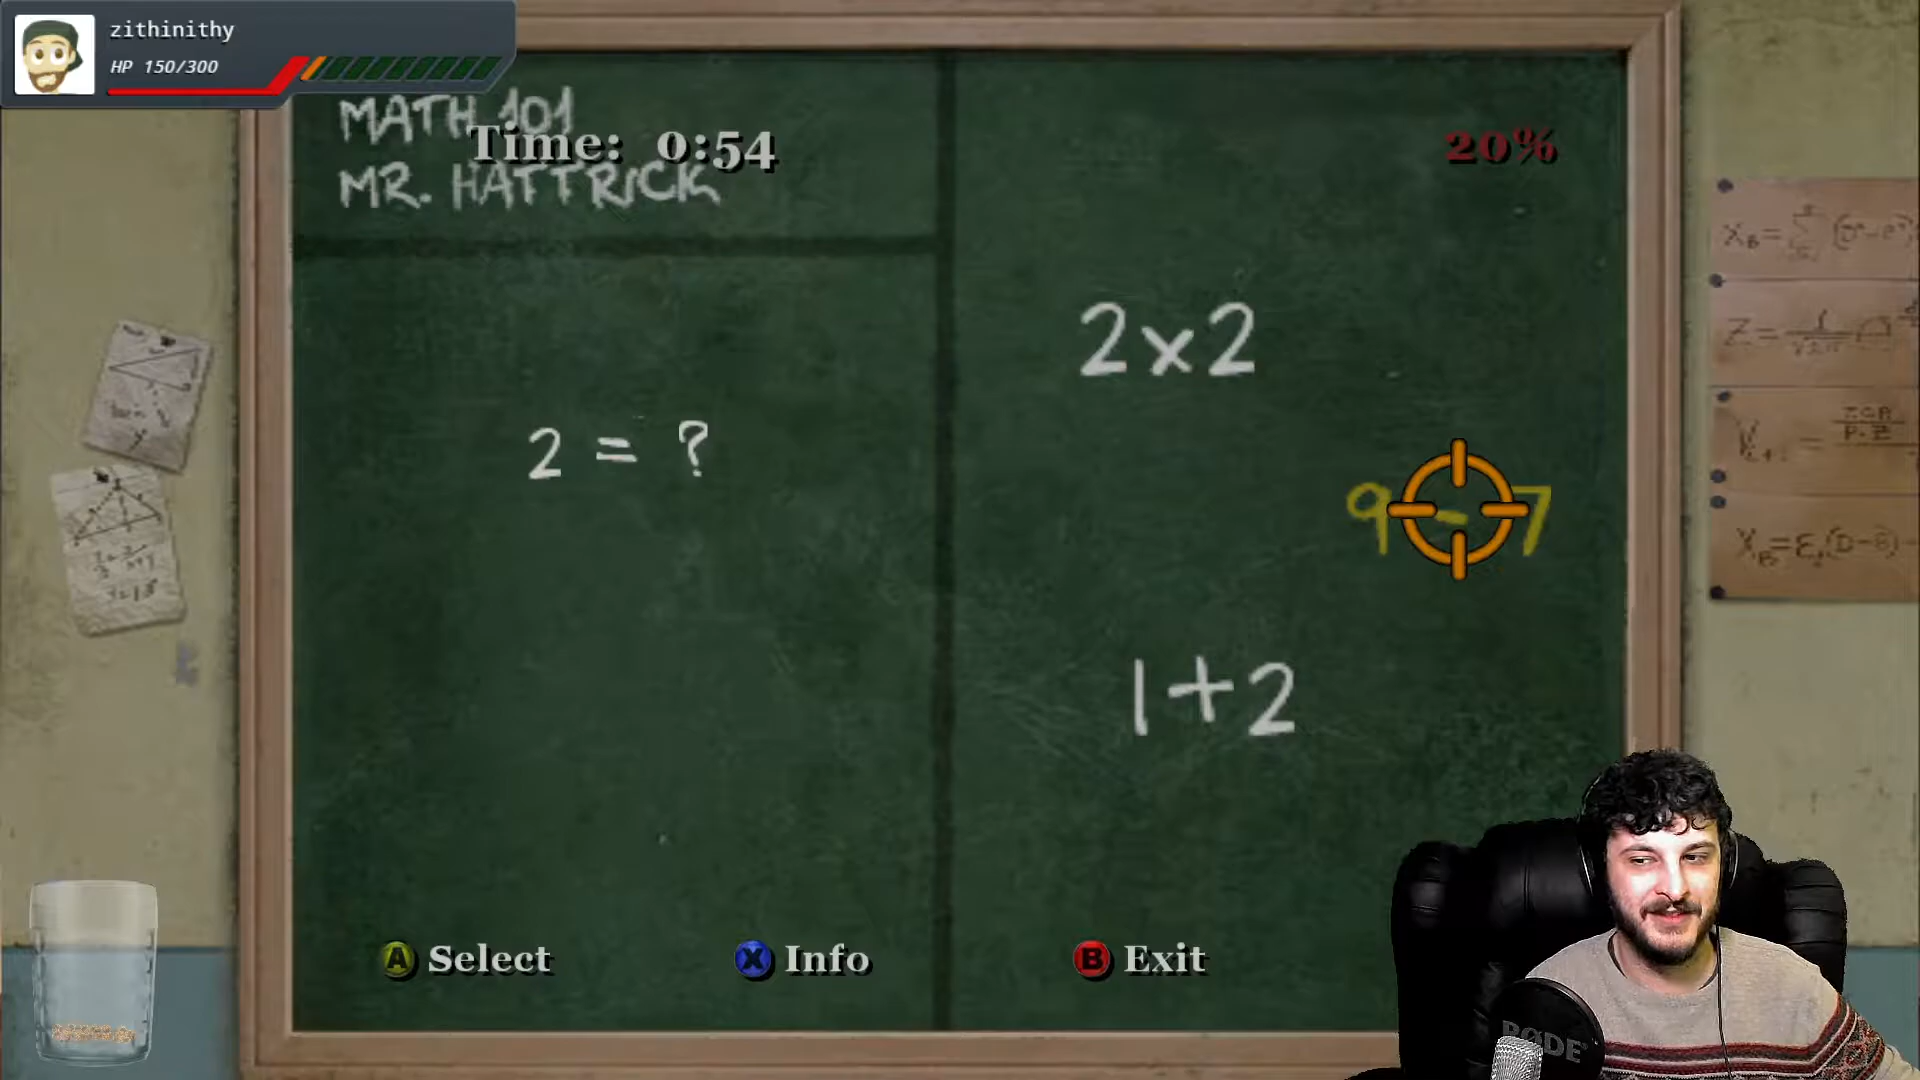 zithinithy
HP 150/300
MATH 101
Time: 0:54
20%
MR. HATTRICK
2 = ?
2x2
9-7
1+2
A Select
X Info
B Exit
RØDE